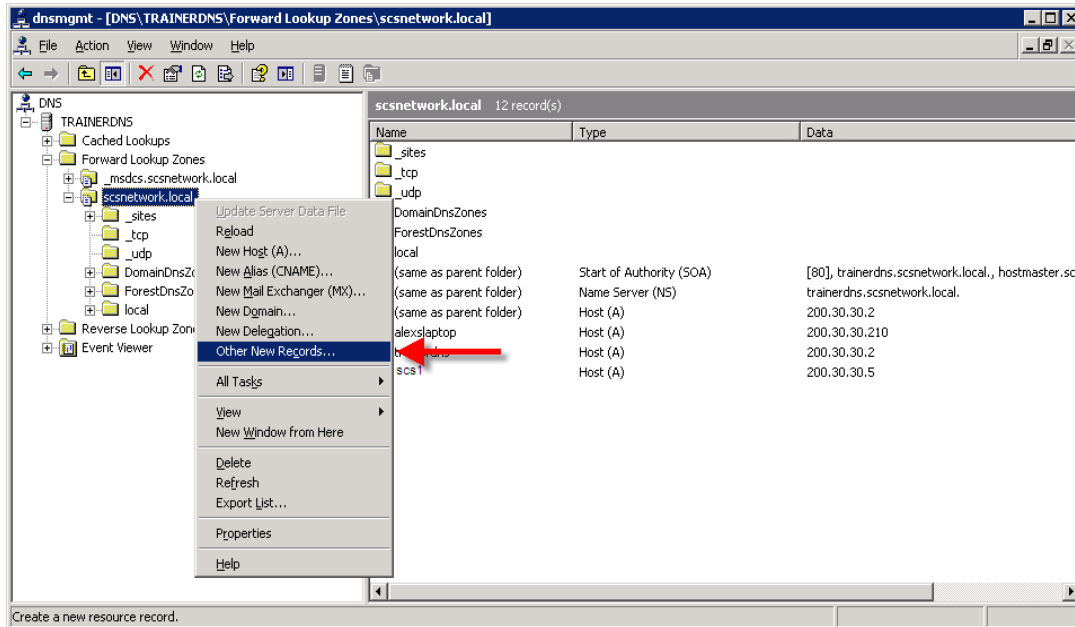 dnsmgmt - [DNS\TRAINERDNS\Forward Lookup Zones\scsnetwork.local]
File Action View Window Help
DNS
TRAINERDNS
Cached Lookups
Forward Lookup Zones
_msdcs.scsnetwork.local
scsnetwork.local
_sites
_tcp
_udp
DomainDnsZo
ForestDnsZo
local
Reverse Lookup Zon
Event Viewer
Update Server Data File
Reload
New Host (A)...
New Alias (CNAME)...
New Mail Exchanger (MX)...
New Domain...
New Delegation...
Other New Records...
All Tasks
View
New Window from Here
Delete
Refresh
Export List...
Properties
Help
scsnetwork.local 12 record(s)
Name Type Data
_sites
_tcp
_udp
DomainDnsZones
ForestDnsZones
local
(same as parent folder) Start of Authority (SOA) [80], trainerdns.scsnetwork.local., hostmaster.sc
(same as parent folder) Name Server (NS) trainerdns.scsnetwork.local.
(same as parent folder) Host (A) 200.30.30.2
alexslaptop Host (A) 200.30.30.210
Host (A) 200.30.30.2
scs1 Host (A) 200.30.30.5
Create a new resource record.